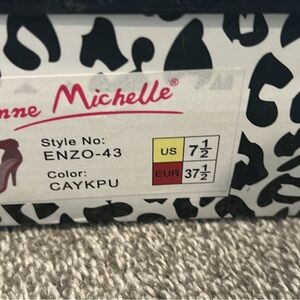 nne Michelle®
Style No:
ENZO-43
Color:
CAYKPU
US 7 1/2
EUR 37 1/2